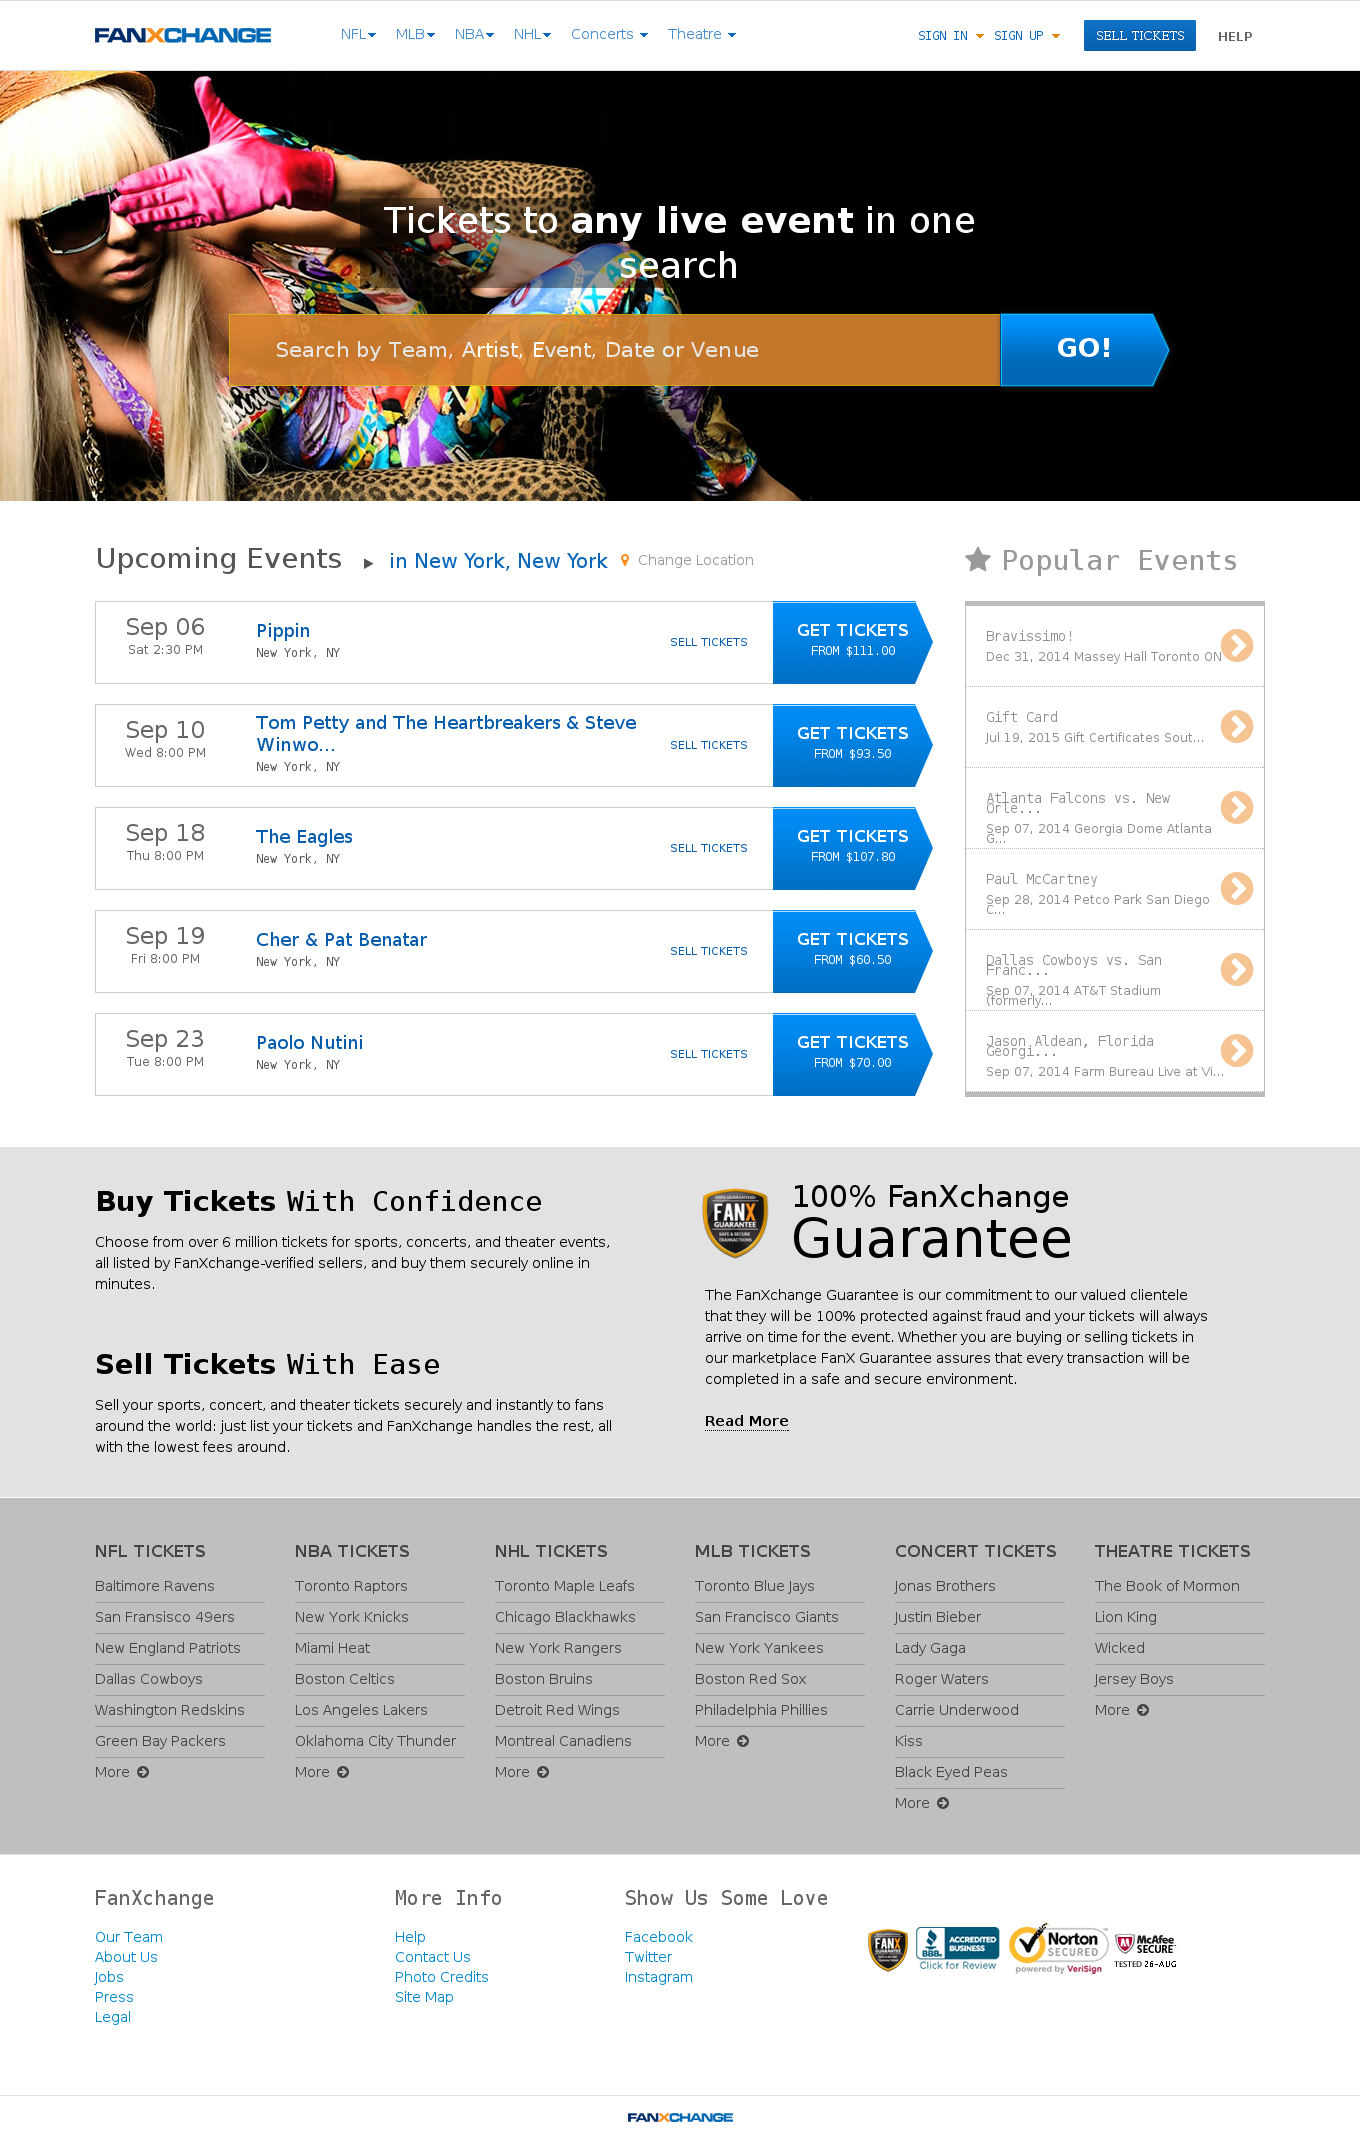 FANXCHANGE
NFL MLB NBA NHL Concerts Theatre
SIGN IN SIGN UP SELL TICKETS HELP
Tickets to any live event in one
search
Search by Team, Artist, Event, Date or Venue
GO!
Upcoming Events in New York, New York Change Location
Sep 06
Sat 2:30 PM
Pippin
New York, NY
SELL TICKETS
GET TICKETS
FROM $111.00
Sep 10
Wed 8:00 PM
Tom Petty and The Heartbreakers & Steve
Winwo...
New York, NY
SELL TICKETS
GET TICKETS
FROM $93.50
Sep 18
Thu 8:00 PM
The Eagles
New York, NY
SELL TICKETS
GET TICKETS
FROM $107.80
Sep 19
Fri 8:00 PM
Cher & Pat Benatar
New York, NY
SELL TICKETS
GET TICKETS
FROM $60.50
Sep 23
Tue 8:00 PM
Paolo Nutini
New York, NY
SELL TICKETS
GET TICKETS
FROM $70.00
Popular Events
Bravissimo!
Dec 31, 2014 Massey Hall Toronto ON
Gift Card
Jul 19, 2015 Gift Certificates Sout...
Atlanta Falcons vs. New
Orle...
Sep 07, 2014 Georgia Dome Atlanta
G...
Paul McCartney
Sep 28, 2014 Petco Park San Diego
C...
Dallas Cowboys vs. San
Franc...
Sep 07, 2014 AT&T Stadium
(formerly...
Jason Aldean, Florida
Georgi...
Sep 07, 2014 Farm Bureau Live at Vi...
Buy Tickets With Confidence
Choose from over 6 million tickets for sports, concerts, and theater events,
all listed by FanXchange-verified sellers, and buy them securely online in
minutes.
Sell Tickets With Ease
Sell your sports, concert, and theater tickets securely and instantly to fans
around the world: just list your tickets and FanXchange handles the rest, all
with the lowest fees around.
FANX
GUARANTEE
SAFE & SECURE
TRANSACTIONS
100% FanXchange
Guarantee
The FanXchange Guarantee is our commitment to our valued clientele
that they will be 100% protected against fraud and your tickets will always
arrive on time for the event. Whether you are buying or selling tickets in
our marketplace FanX Guarantee assures that every transaction will be
completed in a safe and secure environment.
Read More
NFL TICKETS
Baltimore Ravens
San Fransisco 49ers
New England Patriots
Dallas Cowboys
Washington Redskins
Green Bay Packers
More
NBA TICKETS
Toronto Raptors
New York Knicks
Miami Heat
Boston Celtics
Los Angeles Lakers
Oklahoma City Thunder
More
NHL TICKETS
Toronto Maple Leafs
Chicago Blackhawks
New York Rangers
Boston Bruins
Detroit Red Wings
Montreal Canadiens
More
MLB TICKETS
Toronto Blue Jays
San Francisco Giants
New York Yankees
Boston Red Sox
Philadelphia Phillies
More
CONCERT TICKETS
Jonas Brothers
Justin Bieber
Lady Gaga
Roger Waters
Carrie Underwood
Kiss
Black Eyed Peas
More
THEATRE TICKETS
The Book of Mormon
Lion King
Wicked
Jersey Boys
More
FanXchange
Our Team
About Us
Jobs
Press
Legal
More Info
Help
Contact Us
Photo Credits
Site Map
Show Us Some Love
Facebook
Twitter
Instagram
FANX
GUARANTEE
BBB.
ACCREDITED
BUSINESS
Click for Review
Norton
SECURED
powered by VeriSign
McAfee
SECURE
TESTED 26-AUG
FANXCHANGE